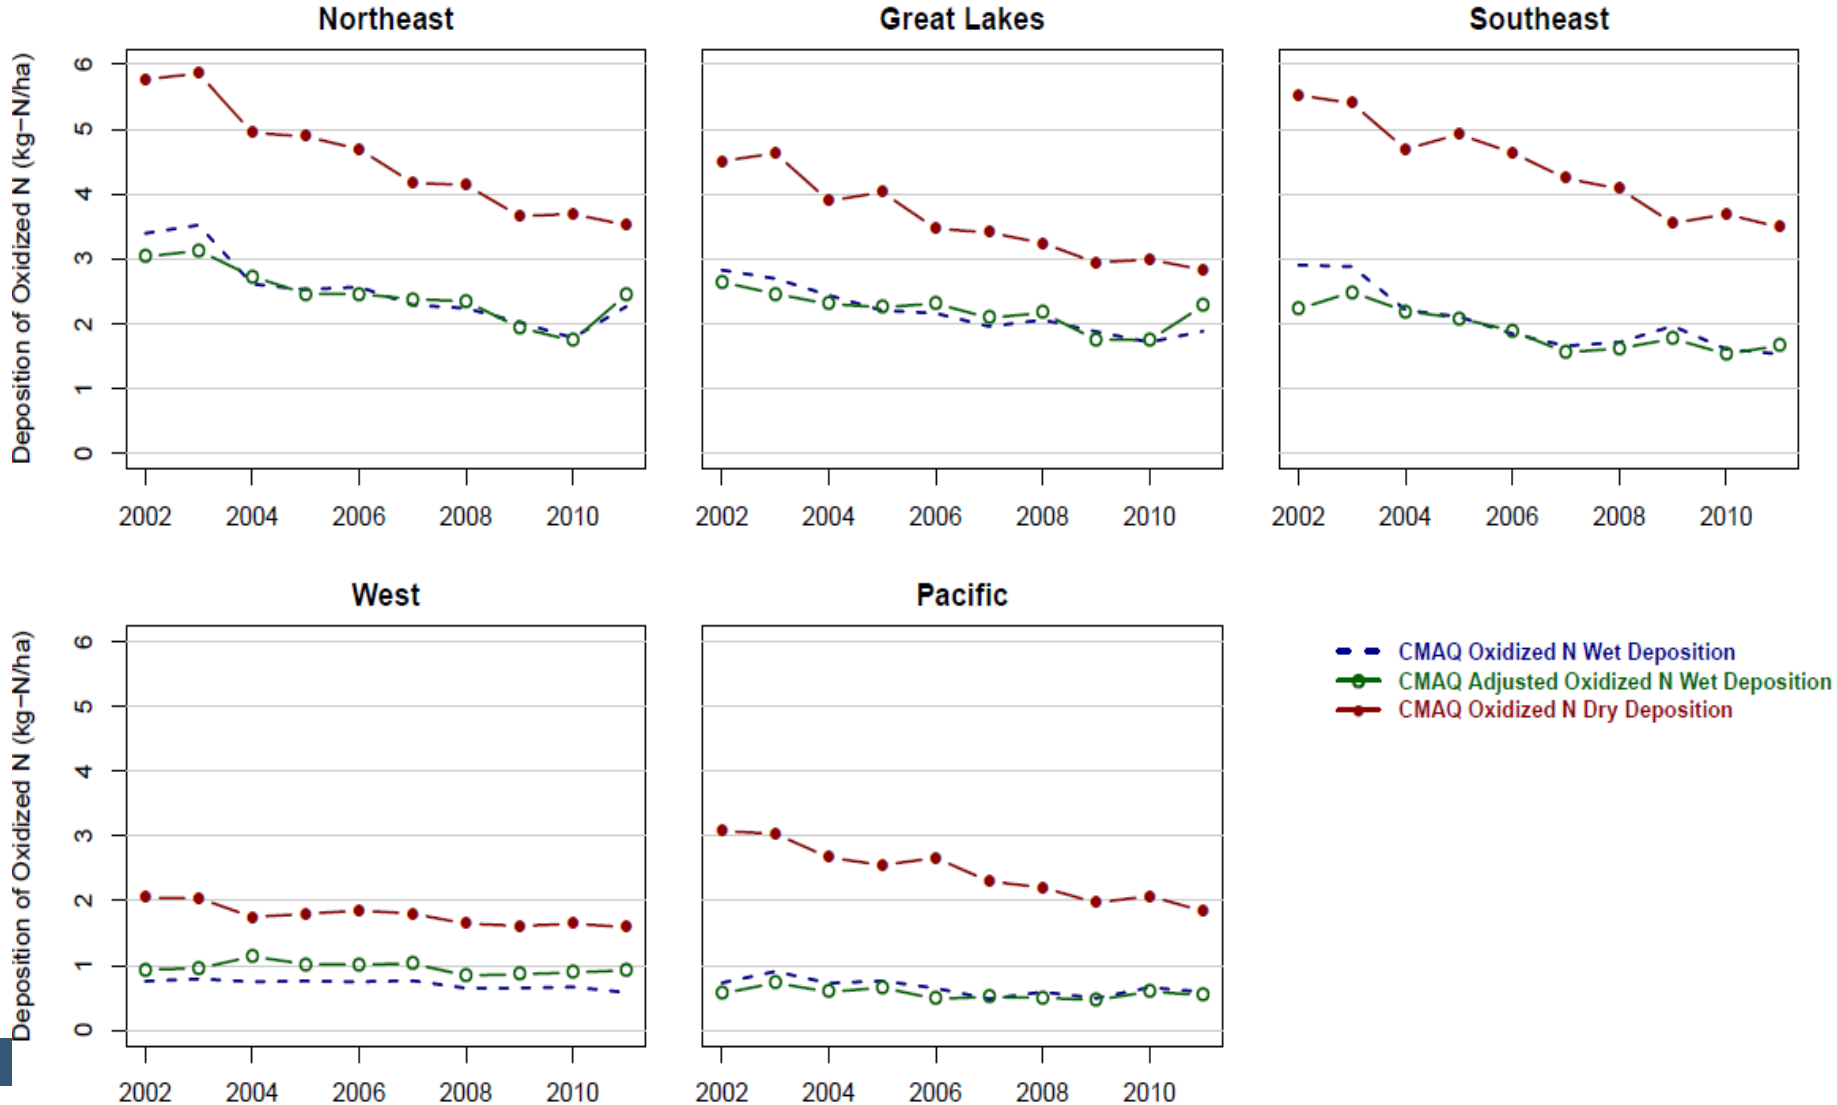 Northeast
Great Lakes
Southeast
Deposition of Oxidized N (kg−N/ha)
6
5
4
3
2
1
0
2002 2004 2006 2008 2010
2002 2004 2006 2008 2010
2002 2004 2006 2008 2010
West
Pacific
Deposition of Oxidized N (kg−N/ha)
6
5
4
3
2
1
0
2002 2004 2006 2008 2010
2002 2004 2006 2008 2010
CMAQ Oxidized N Wet Deposition
CMAQ Adjusted Oxidized N Wet Deposition
CMAQ Oxidized N Dry Deposition